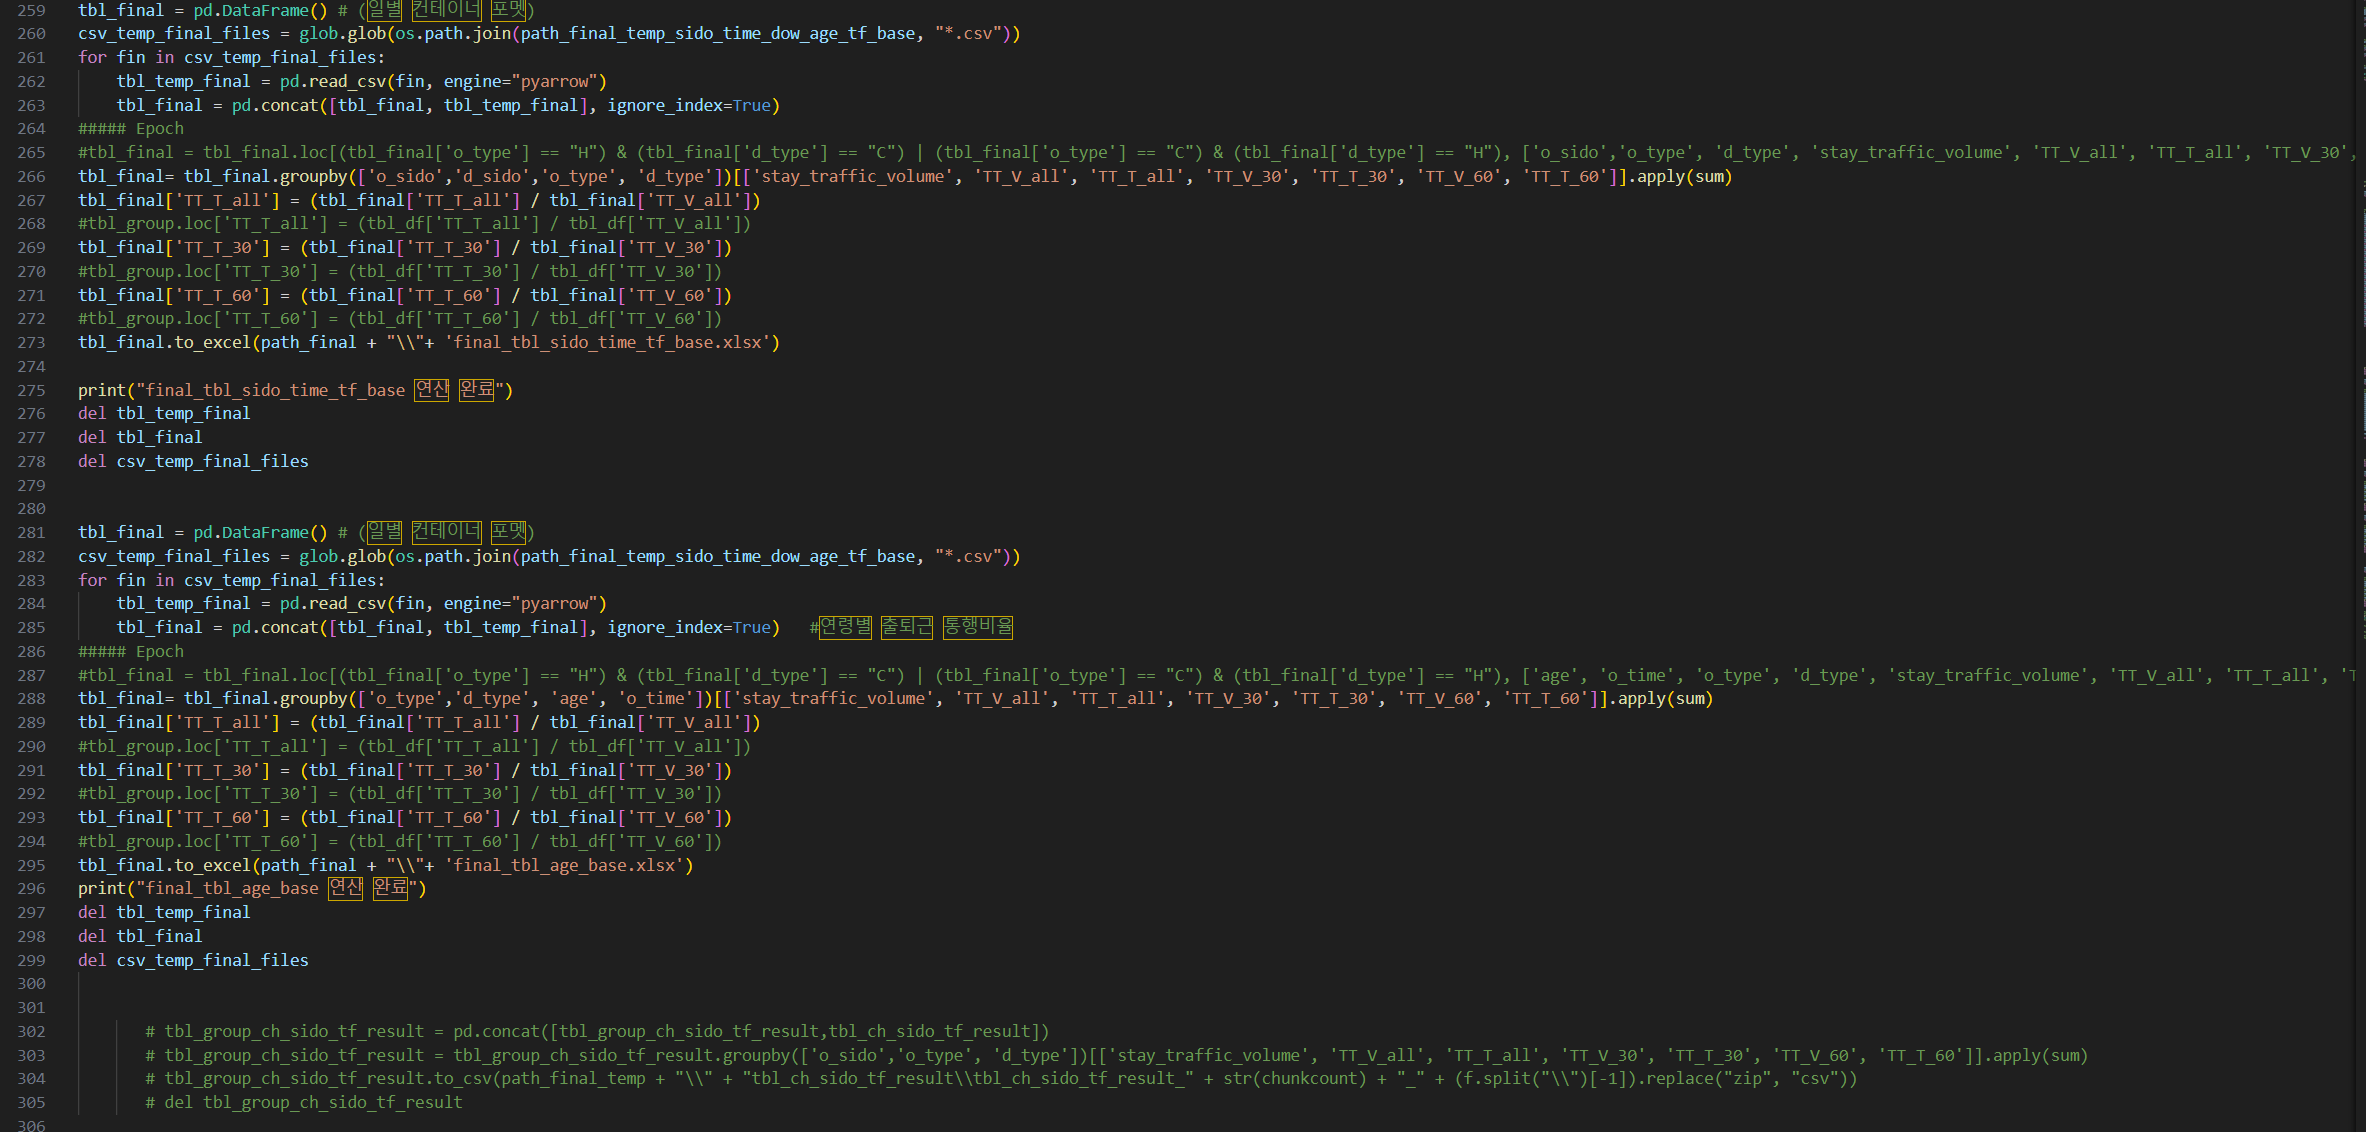 259 tbl_final = pd.DataFrame() # (일별 컨테이너 포멧)
260 csv_temp_final_files = glob.glob(os.path.join(path_final_temp_sido_time_dow_age_tf_base, "*.csv"))
261 for fin in csv_temp_final_files:
262     tbl_temp_final = pd.read_csv(fin, engine="pyarrow")
263     tbl_final = pd.concat([tbl_final, tbl_temp_final], ignore_index=True)
264 ##### Epoch
265 #tbl_final = tbl_final.loc[(tbl_final['o_type'] == "H") & (tbl_final['d_type'] == "C") | (tbl_final['o_type'] == "C") & (tbl_final['d_type'] == "H"), ['o_sido','o_type', 'd_type', 'stay_traffic_volume', 'TT_V_all', 'TT_T_all', 'TT_V_30',
266 tbl_final= tbl_final.groupby(['o_sido','d_sido','o_type', 'd_type'])[['stay_traffic_volume', 'TT_V_all', 'TT_T_all', 'TT_V_30', 'TT_T_30', 'TT_V_60', 'TT_T_60']].apply(sum)
267 tbl_final['TT_T_all'] = (tbl_final['TT_T_all'] / tbl_final['TT_V_all'])
268 #tbl_group.loc['TT_T_all'] = (tbl_df['TT_T_all'] / tbl_df['TT_V_all'])
269 tbl_final['TT_T_30'] = (tbl_final['TT_T_30'] / tbl_final['TT_V_30'])
270 #tbl_group.loc['TT_T_30'] = (tbl_df['TT_T_30'] / tbl_df['TT_V_30'])
271 tbl_final['TT_T_60'] = (tbl_final['TT_T_60'] / tbl_final['TT_V_60'])
272 #tbl_group.loc['TT_T_60'] = (tbl_df['TT_T_60'] / tbl_df['TT_V_60'])
273 tbl_final.to_excel(path_final + "\\"+ 'final_tbl_sido_time_tf_base.xlsx')
274
275 print("final_tbl_sido_time_tf_base 연산 완료")
276 del tbl_temp_final
277 del tbl_final
278 del csv_temp_final_files
279
280
281 tbl_final = pd.DataFrame() # (일별 컨테이너 포멧)
282 csv_temp_final_files = glob.glob(os.path.join(path_final_temp_sido_time_dow_age_tf_base, "*.csv"))
283 for fin in csv_temp_final_files:
284     tbl_temp_final = pd.read_csv(fin, engine="pyarrow")
285     tbl_final = pd.concat([tbl_final, tbl_temp_final], ignore_index=True)   #연령별 출퇴근 통행비율
286 ##### Epoch
287 #tbl_final = tbl_final.loc[(tbl_final['o_type'] == "H") & (tbl_final['d_type'] == "C") | (tbl_final['o_type'] == "C") & (tbl_final['d_type'] == "H"), ['age', 'o_time', 'o_type', 'd_type', 'stay_traffic_volume', 'TT_V_all', 'TT_T_all', 'T
288 tbl_final= tbl_final.groupby(['o_type','d_type', 'age', 'o_time'])[['stay_traffic_volume', 'TT_V_all', 'TT_T_all', 'TT_V_30', 'TT_T_30', 'TT_V_60', 'TT_T_60']].apply(sum)
289 tbl_final['TT_T_all'] = (tbl_final['TT_T_all'] / tbl_final['TT_V_all'])
290 #tbl_group.loc['TT_T_all'] = (tbl_df['TT_T_all'] / tbl_df['TT_V_all'])
291 tbl_final['TT_T_30'] = (tbl_final['TT_T_30'] / tbl_final['TT_V_30'])
292 #tbl_group.loc['TT_T_30'] = (tbl_df['TT_T_30'] / tbl_df['TT_V_30'])
293 tbl_final['TT_T_60'] = (tbl_final['TT_T_60'] / tbl_final['TT_V_60'])
294 #tbl_group.loc['TT_T_60'] = (tbl_df['TT_T_60'] / tbl_df['TT_V_60'])
295 tbl_final.to_excel(path_final + "\\"+ 'final_tbl_age_base.xlsx')
296 print("final_tbl_age_base 연산 완료")
297 del tbl_temp_final
298 del tbl_final
299 del csv_temp_final_files
300
301
302        # tbl_group_ch_sido_tf_result = pd.concat([tbl_group_ch_sido_tf_result,tbl_ch_sido_tf_result])
303        # tbl_group_ch_sido_tf_result = tbl_group_ch_sido_tf_result.groupby(['o_sido','o_type', 'd_type'])[['stay_traffic_volume', 'TT_V_all', 'TT_T_all', 'TT_V_30', 'TT_T_30', 'TT_V_60', 'TT_T_60']].apply(sum)
304        # tbl_group_ch_sido_tf_result.to_csv(path_final_temp + "\\" + "tbl_ch_sido_tf_result\\tbl_ch_sido_tf_result_" + str(chunkcount) + "_" + (f.split("\\")[-1]).replace("zip", "csv"))
305        # del tbl_group_ch_sido_tf_result
306